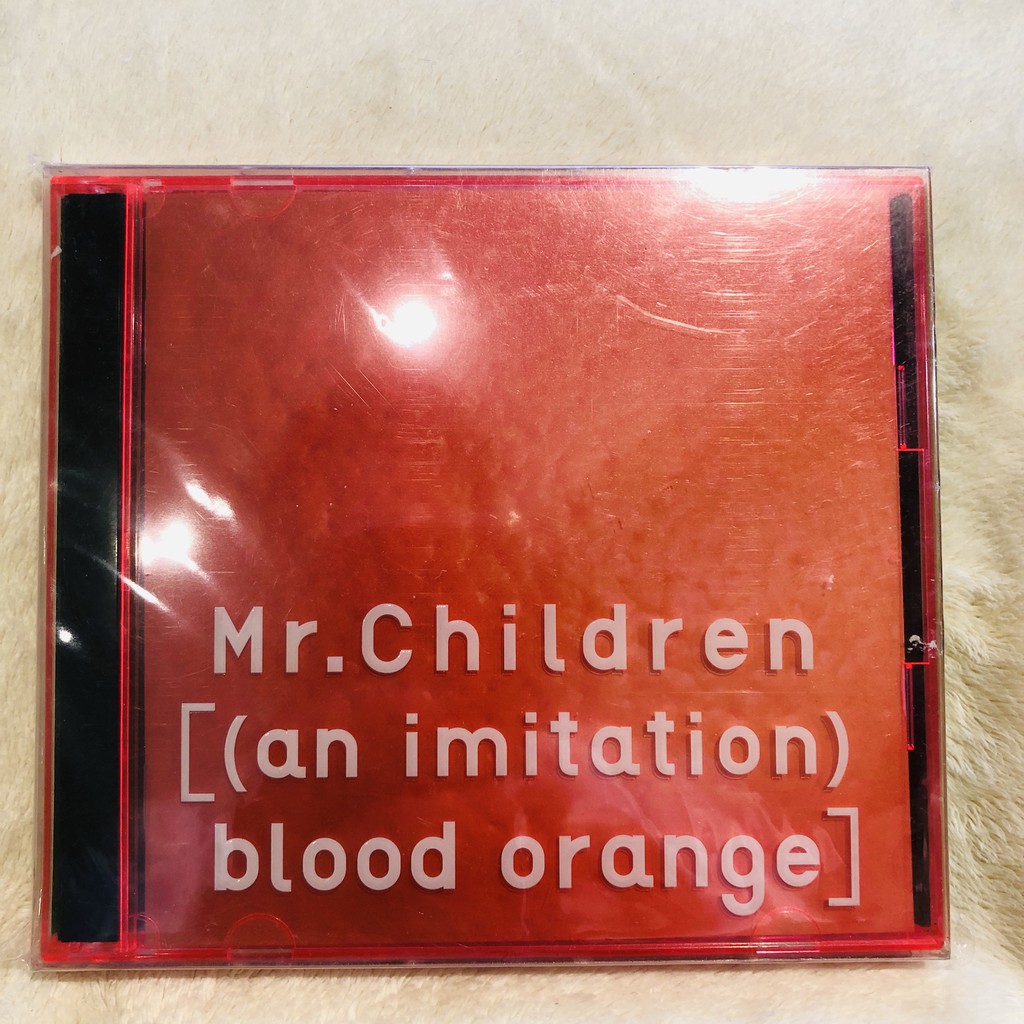 Mr.Children
[(an imitation)
blood orange]